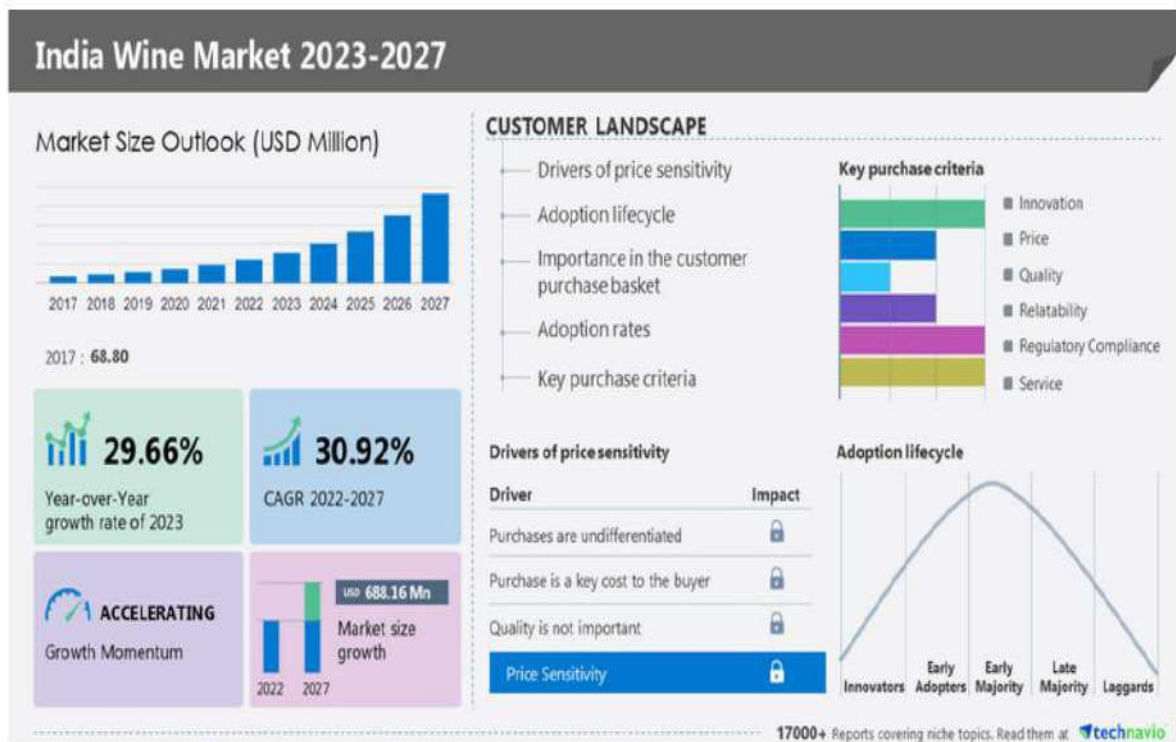 India Wine Market 2023-2027
Market Size Outlook (USD Million)
2017 2018 2019 2020 2021 2022 2023 2024 2025 2026 2027
2017 : 68.80
29.66%
Year-over-Year
growth rate of 2023
30.92%
CAGR 2022-2027
ACCELERATING
Growth Momentum
USD 688.16 Mn
Market size
growth
2022 2027
CUSTOMER LANDSCAPE
Drivers of price sensitivity
Adoption lifecycle
Importance in the customer
purchase basket
Adoption rates
Key purchase criteria
Key purchase criteria
Innovation
Price
Quality
Relatability
Regulatory Compliance
Service
Drivers of price sensitivity
Driver Impact
Purchases are undifferentiated
Purchase is a key cost to the buyer
Quality is not important
Price Sensitivity
Adoption lifecycle
Innovators
Early
Adopters
Early
Majority
Late
Majority
Laggards
17000+ Reports covering niche topics. Read them at technavio